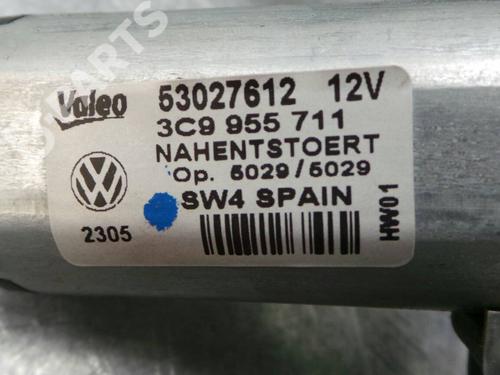 Valeo 53027612 12V
3C9 955 711
NAHENTSTOERT
Op. 5029/5029
SW4 SPAIN
2305
HW01